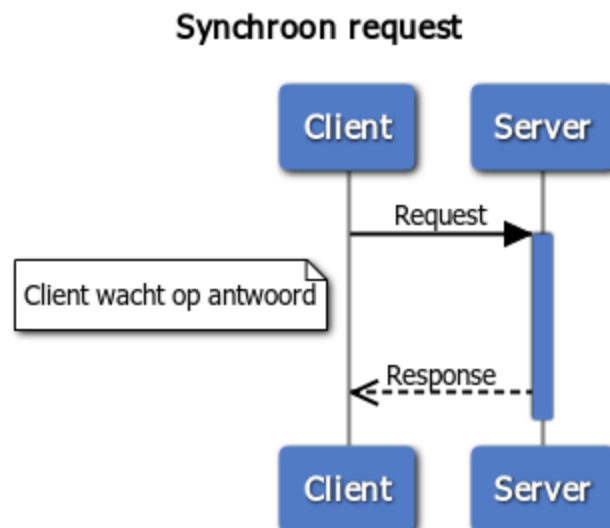 Synchroon request
Client Server
Request
Client wacht op antwoord
Response
Client Server